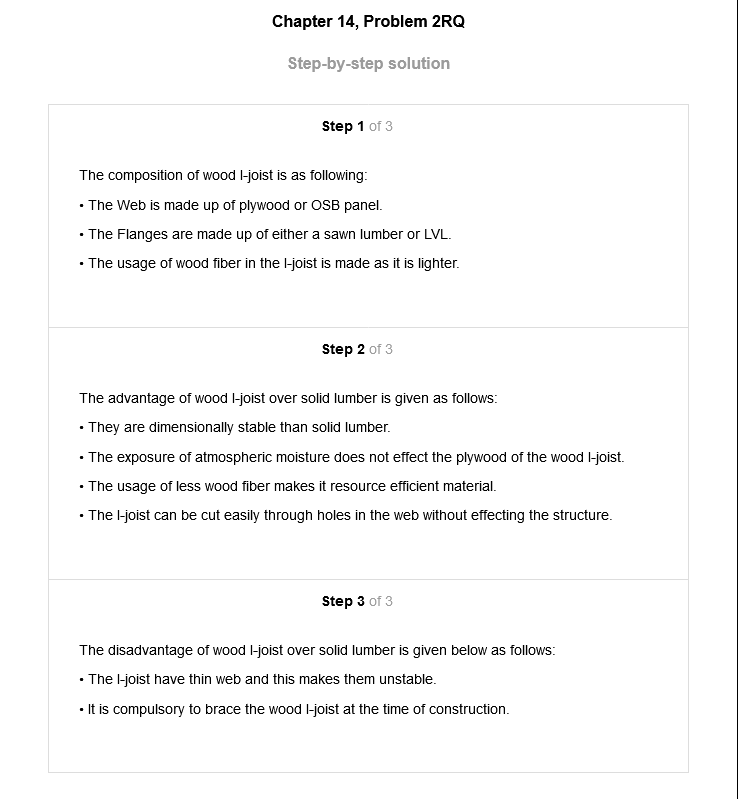 Chapter 14, Problem 2RQ
Step-by-step solution
Step 1 of 3
The composition of wood I-joist is as following:
• The Web is made up of plywood or OSB panel.
• The Flanges are made up of either a sawn lumber or LVL.
• The usage of wood fiber in the I-joist is made as it is lighter.
Step 2 of 3
The advantage of wood I-joist over solid lumber is given as follows:
• They are dimensionally stable than solid lumber.
• The exposure of atmospheric moisture does not effect the plywood of the wood I-joist.
• The usage of less wood fiber makes it resource efficient material.
• The I-joist can be cut easily through holes in the web without effecting the structure.
Step 3 of 3
The disadvantage of wood I-joist over solid lumber is given below as follows:
• The I-joist have thin web and this makes them unstable.
• It is compulsory to brace the wood I-joist at the time of construction.